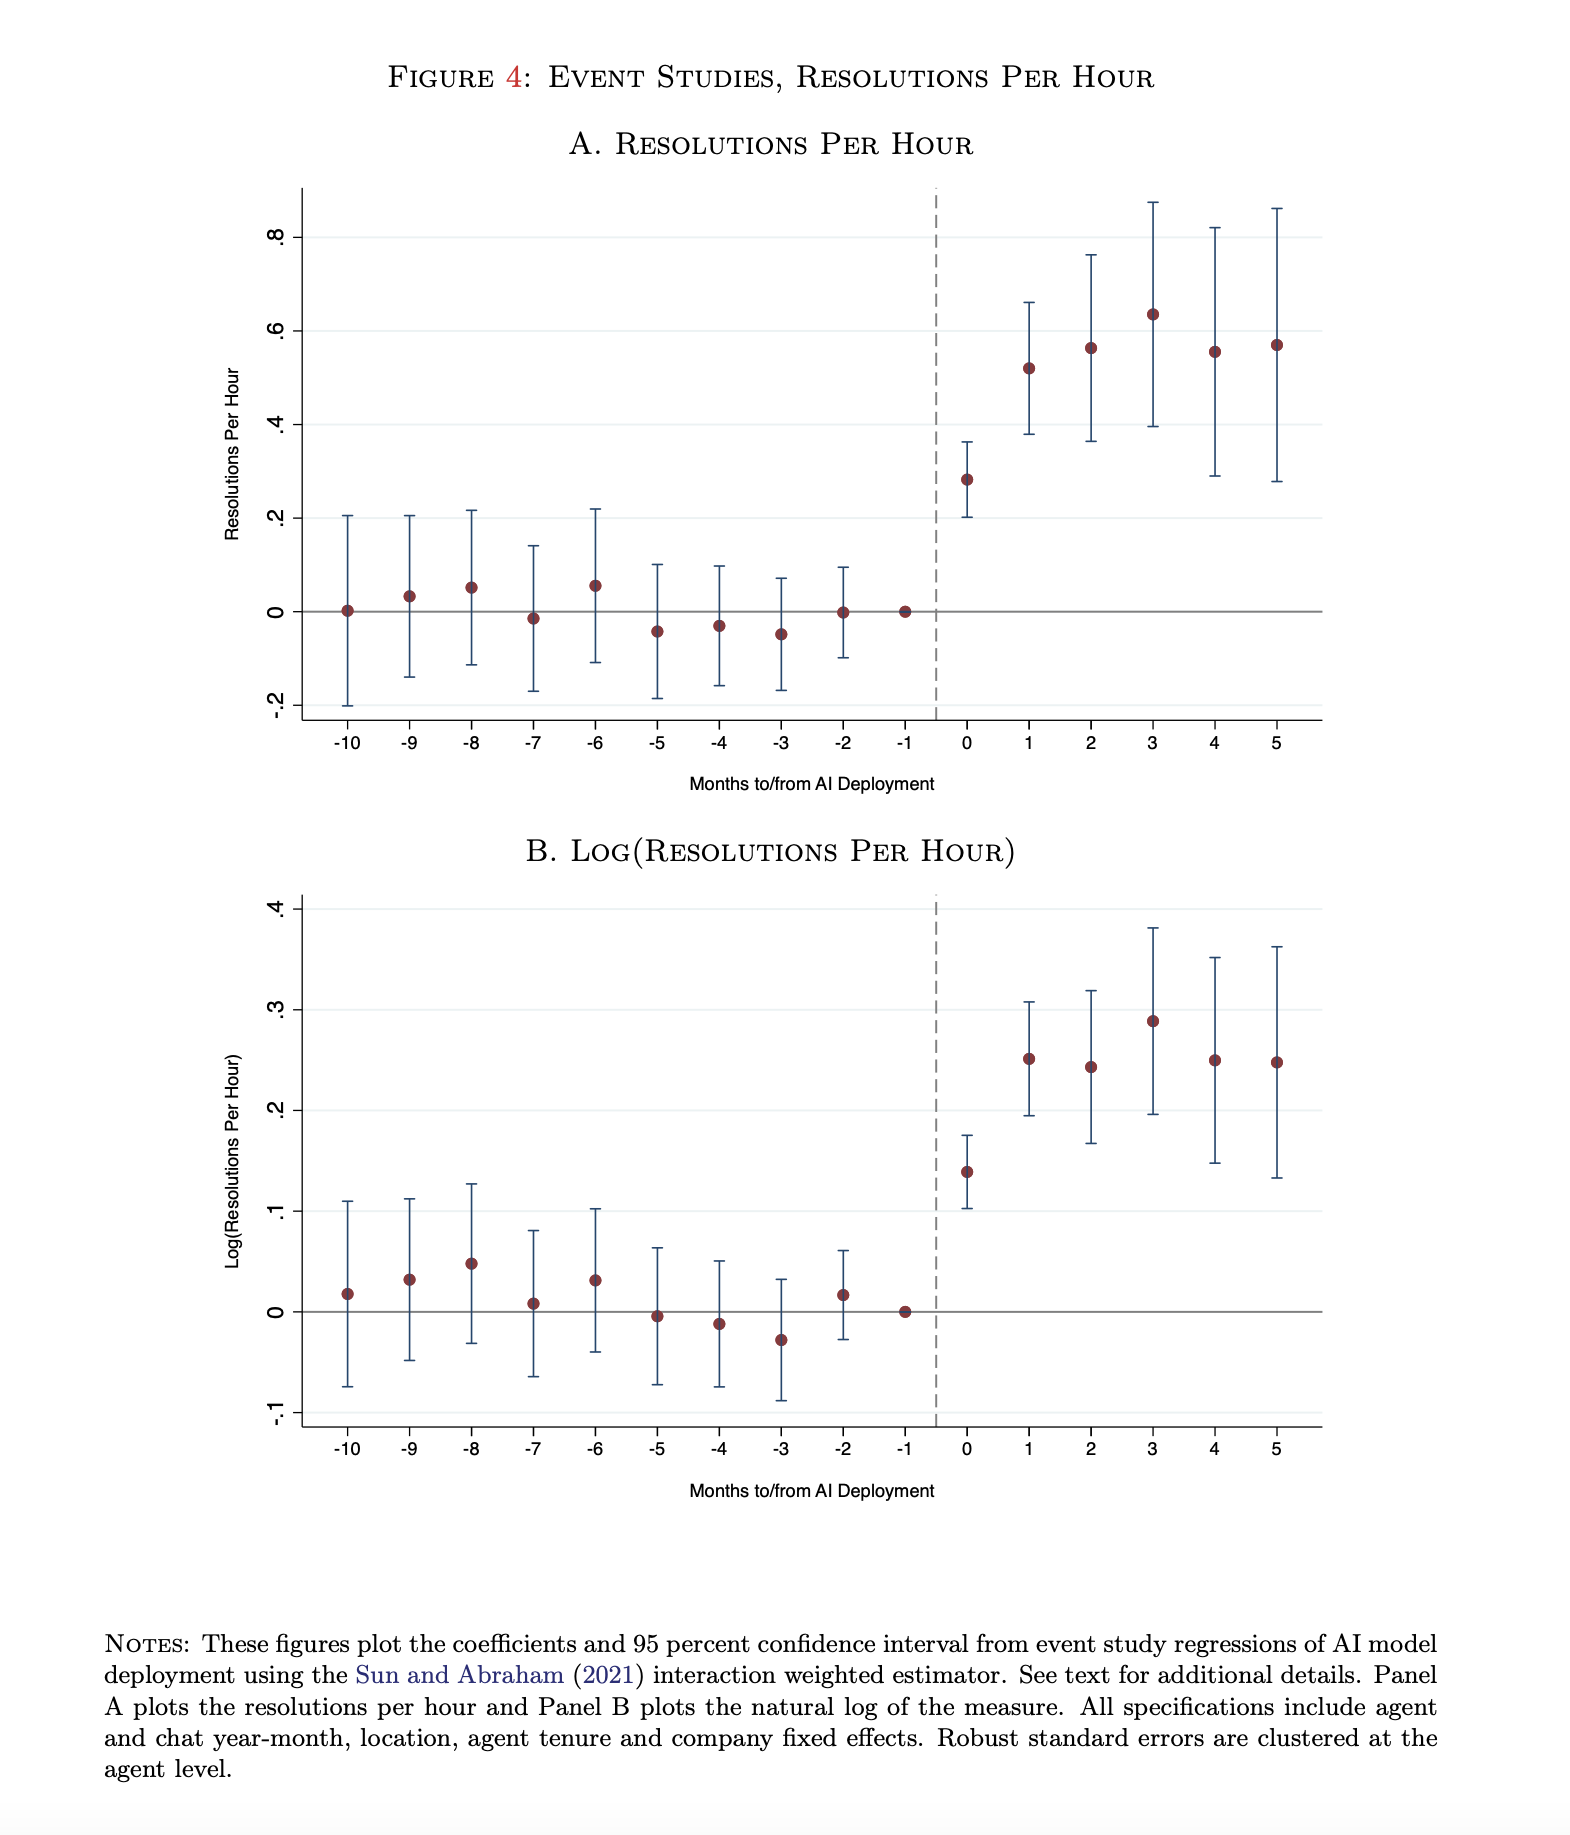 FIGURE 4: EVENT STUDIES, RESOLUTIONS PER HOUR
A. RESOLUTIONS PER HOUR
.8
.6
.4
.2
0
-.2
Resolutions Per Hour
-10 -9 -8 -7 -6 -5 -4 -3 -2 -1 0 1 2 3 4 5
Months to/from AI Deployment
B. LOG(RESOLUTIONS PER HOUR)
.4
.3
.2
.1
0
-.1
Log(Resolutions Per Hour)
-10 -9 -8 -7 -6 -5 -4 -3 -2 -1 0 1 2 3 4 5
Months to/from AI Deployment
NOTES: These figures plot the coefficients and 95 percent confidence interval from event study regressions of AI model
deployment using the Sun and Abraham (2021) interaction weighted estimator. See text for additional details. Panel
A plots the resolutions per hour and Panel B plots the natural log of the measure. All specifications include agent
and chat year-month, location, agent tenure and company fixed effects. Robust standard errors are clustered at the
agent level.